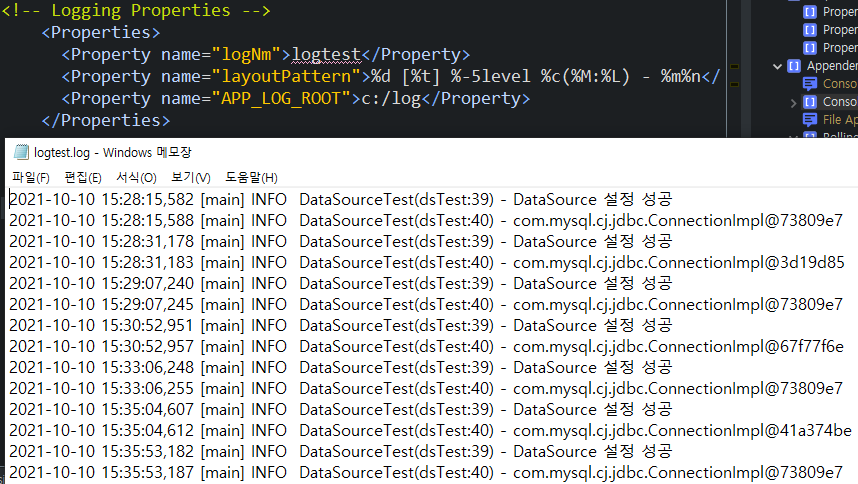 <!-- Logging Properties -->
<Properties>
<Property name="logNm">logtest</Property>
<Property name="layoutPattern">%d [%t] %-5level %c(%M:%L) - %m%n</
<Property name="APP_LOG_ROOT">c:/log</Property>
</Properties>
Proper
Proper
Proper
Appender
Conso
Conso
File Ap
logtest.log - Windows 메모장
파일(F) 편집(E) 서식(O) 보기(V) 도움말(H)
2021-10-10 15:28:15,582 [main] INFO  DataSourceTest(dsTest:39) - DataSource 설정 성공
2021-10-10 15:28:15,588 [main] INFO  DataSourceTest(dsTest:40) - com.mysql.cj.jdbc.ConnectionImpl@73809e7
2021-10-10 15:28:31,178 [main] INFO  DataSourceTest(dsTest:39) - DataSource 설정 성공
2021-10-10 15:28:31,183 [main] INFO  DataSourceTest(dsTest:40) - com.mysql.cj.jdbc.ConnectionImpl@3d19d85
2021-10-10 15:29:07,240 [main] INFO  DataSourceTest(dsTest:39) - DataSource 설정 성공
2021-10-10 15:29:07,245 [main] INFO  DataSourceTest(dsTest:40) - com.mysql.cj.jdbc.ConnectionImpl@73809e7
2021-10-10 15:30:52,951 [main] INFO  DataSourceTest(dsTest:39) - DataSource 설정 성공
2021-10-10 15:30:52,957 [main] INFO  DataSourceTest(dsTest:40) - com.mysql.cj.jdbc.ConnectionImpl@67f77f6e
2021-10-10 15:33:06,248 [main] INFO  DataSourceTest(dsTest:39) - DataSource 설정 성공
2021-10-10 15:33:06,255 [main] INFO  DataSourceTest(dsTest:40) - com.mysql.cj.jdbc.ConnectionImpl@73809e7
2021-10-10 15:35:04,607 [main] INFO  DataSourceTest(dsTest:39) - DataSource 설정 성공
2021-10-10 15:35:04,612 [main] INFO  DataSourceTest(dsTest:40) - com.mysql.cj.jdbc.ConnectionImpl@41a374be
2021-10-10 15:35:53,182 [main] INFO  DataSourceTest(dsTest:39) - DataSource 설정 성공
2021-10-10 15:35:53,187 [main] INFO  DataSourceTest(dsTest:40) - com.mysql.cj.jdbc.ConnectionImpl@73809e7